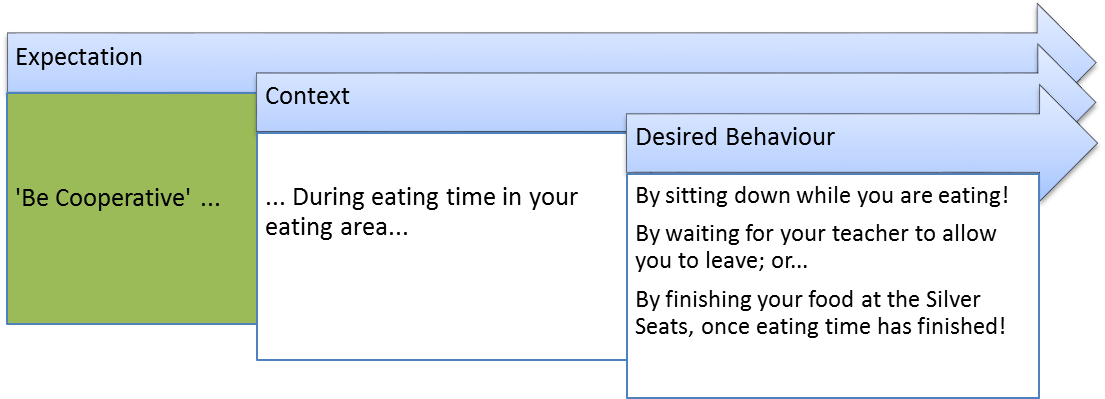 Expectation
Context
Desired Behaviour
'Be Cooperative' ...
... During eating time in your
eating area...
By sitting down while you are eating!
By waiting for your teacher to allow
you to leave; or...
By finishing your food at the Silver
Seats, once eating time has finished!